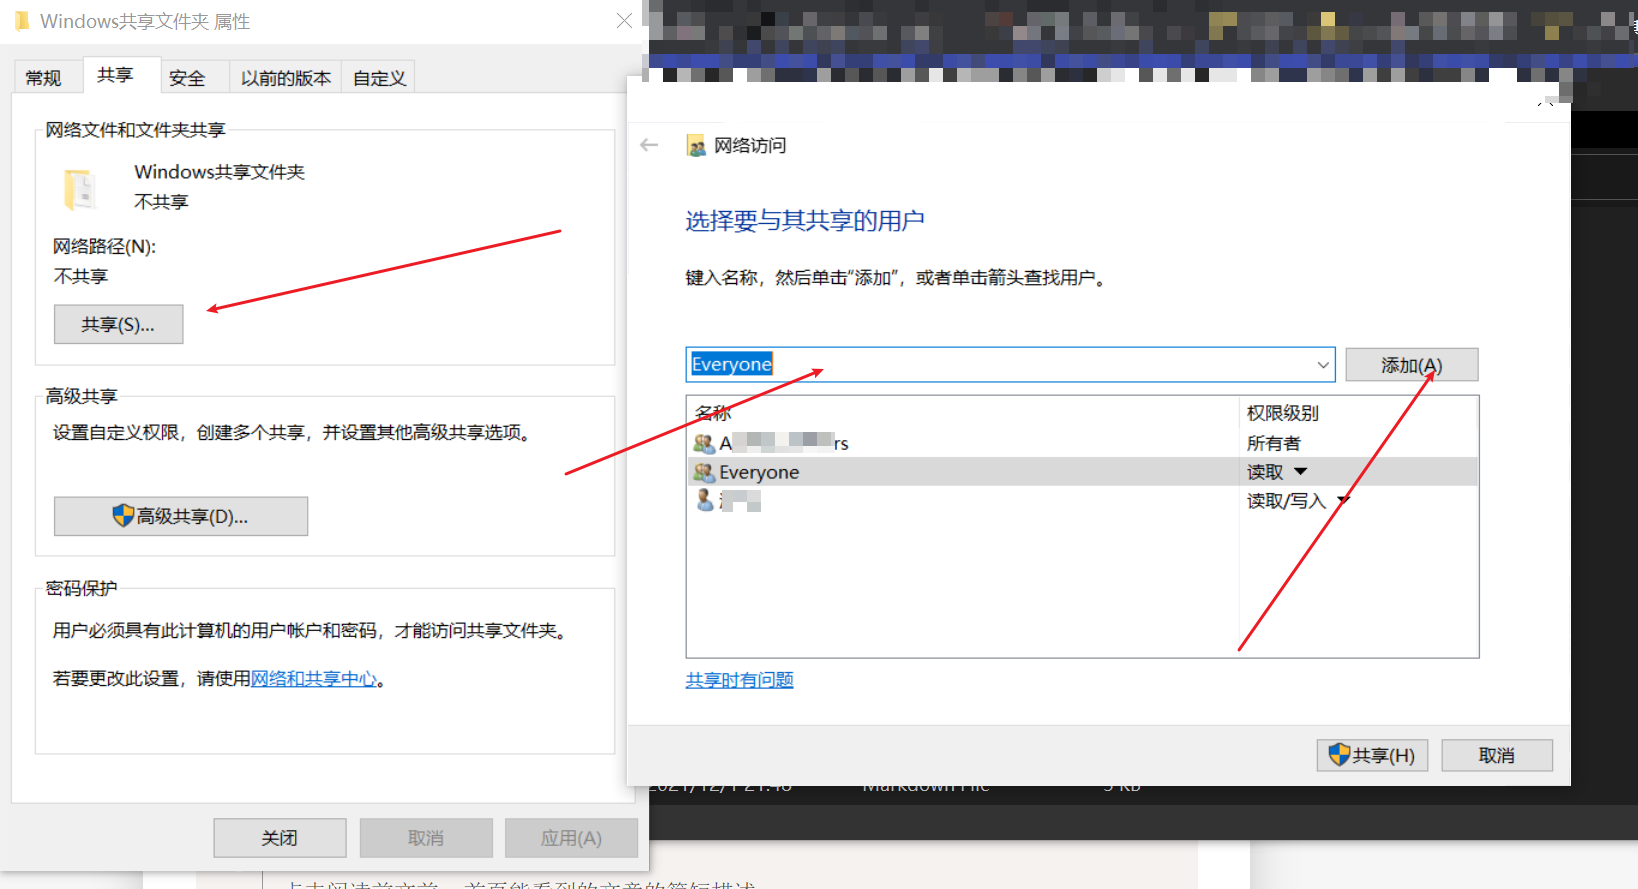 Windows共享文件夹 属性
常规
共享
安全
以前的版本
自定义
网络文件和文件夹共享
Windows共享文件夹
不共享
网络路径(N):
不共享
共享(S)...
高级共享
设置自定义权限，创建多个共享，并设置其他高级共享选项。
高级共享(D)...
密码保护
用户必须具有此计算机的用户帐户和密码，才能访问共享文件夹。
若要更改此设置，请使用网络和共享中心。
关闭
取消
应用(A)
网络访问
选择要与其共享的用户
键入名称，然后单击“添加”，或者单击箭头查找用户。
Everyone
添加(A)
名称
权限级别
A
rs
所有者
Everyone
读取
读取/写入
共享时有问题
共享(H)
取消
2021/12/1 21:48
Markdown File
3 KB